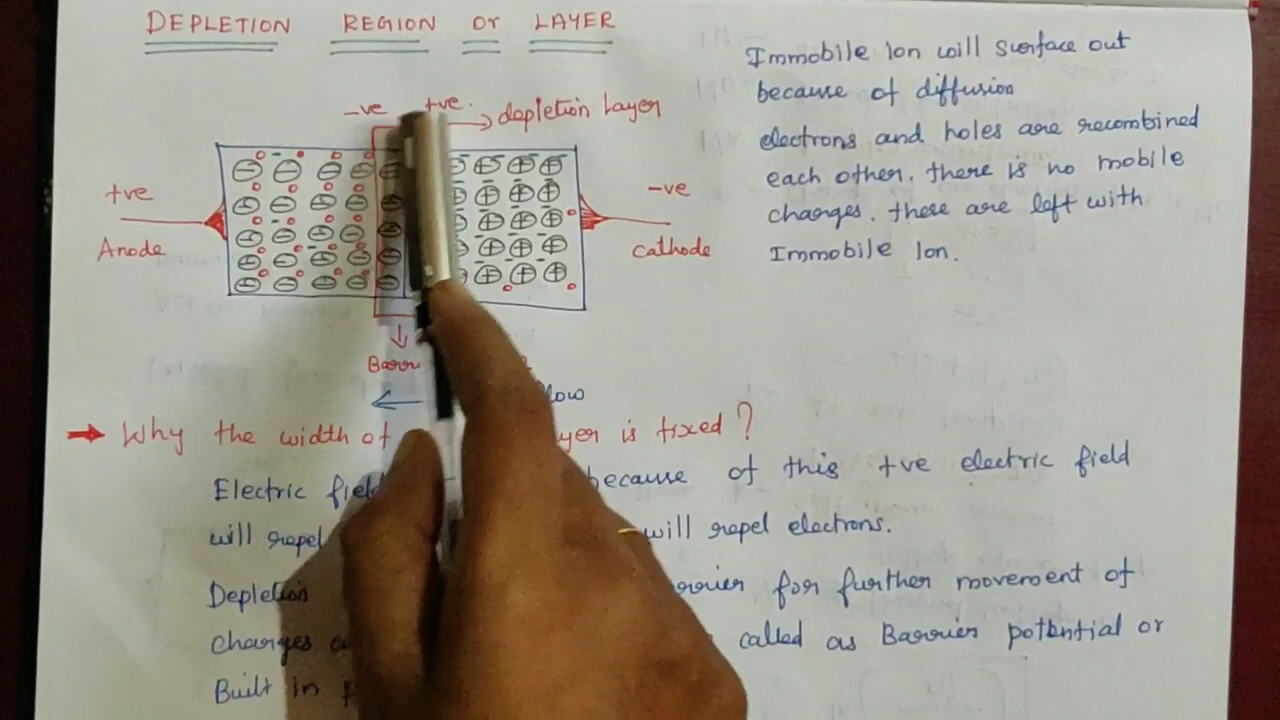 DEPLETION REGION or LAYER
-ve +ve. → depletion layer
+ve
Anode
-ve
cathode
Immobile Ion will surface out
because of diffusion
electrons and holes are recombined
each other. there is no mobile
charges. these are left with
Immobile Ion.
→ Why the width of is fixed?
Electric because of this +ve electric field
will repel will repel electrons.
Depletion for further movement of
charges called as Barrier potential or
Built in